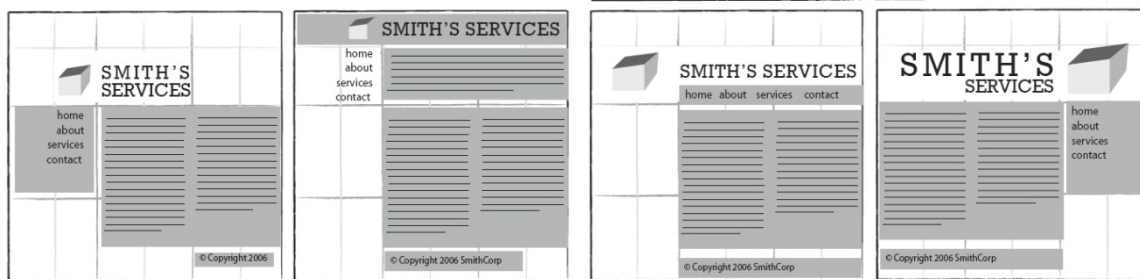 SMITH'S
SERVICES
home
about
services
contact
© Copyright 2006
SMITH'S SERVICES
home
about
services
contact
© Copyright 2006 SmithCorp
SMITH'S SERVICES
home about services contact
© Copyright 2006 SmithCorp
SMITH'S
SERVICES
home
about
services
contact
© Copyright 2006 SmithCorp